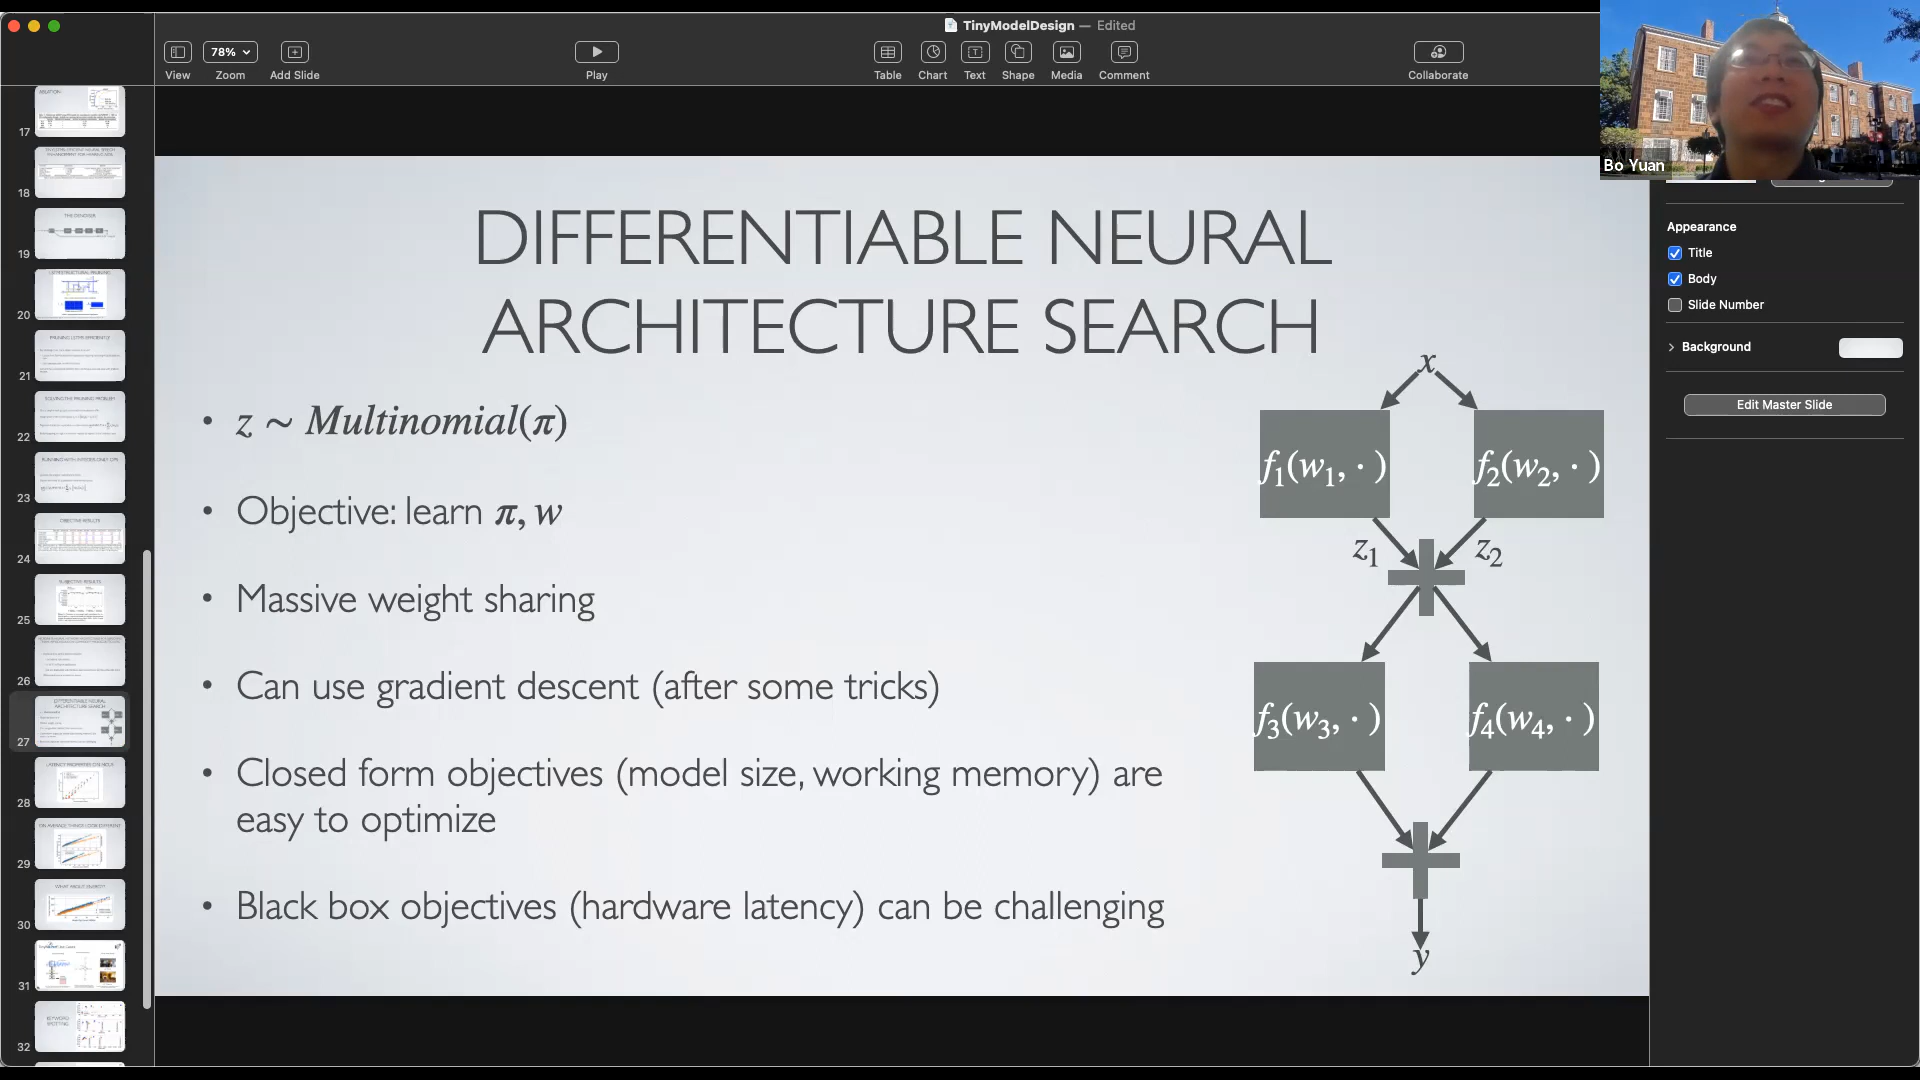 TinyModelDesign — Edited
78%
View
Zoom
Add Slide
Play
Table
Chart
Text
Shape
Media
Comment
Collaborate
Bo Yuan
17
18
19
20
21
22
23
24
25
26
27
28
29
30
31
32
DIFFERENTIABLE NEURAL
ARCHITECTURE SEARCH
• z ~ Multinomial(π)
• Objective: learn π, w
• Massive weight sharing
• Can use gradient descent (after some tricks)
• Closed form objectives (model size, working memory) are
easy to optimize
• Black box objectives (hardware latency) can be challenging
x
f₁(w₁, · )
f₂(w₂, · )
z₁
z₂
f₃(w₃, · )
f₄(w₄, · )
y
Appearance
Title
Body
Slide Number
Background
Edit Master Slide